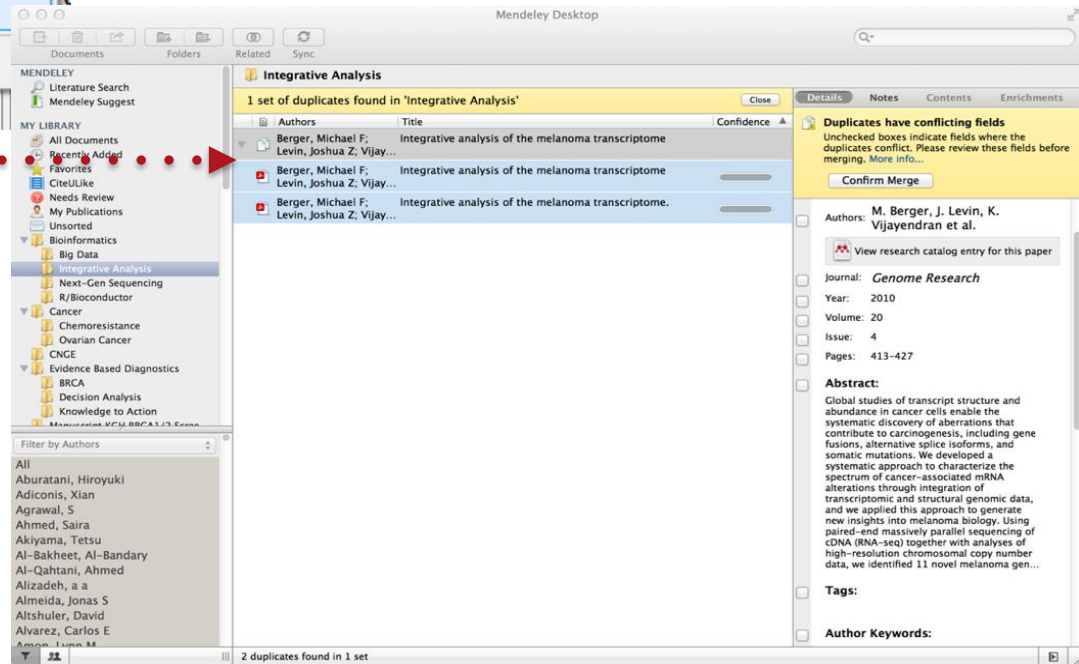 Mendeley Desktop
Documents Folders Related Sync
MENDELEY
Literature Search
Mendeley Suggest
MY LIBRARY
All Documents
Recently Added
Favorites
CiteULike
Needs Review
My Publications
Unsorted
Bioinformatics
Big Data
Integrative Analysis
Next-Gen Sequencing
R/Bioconductor
Cancer
Chemoresistance
Ovarian Cancer
CNGE
Evidence Based Diagnostics
BRCA
Decision Analysis
Knowledge to Action
Filter by Authors
All
Aburatani, Hiroyuki
Adiconis, Xian
Agrawal, S
Ahmed, Saira
Akiyama, Tetsu
Al-Bakheet, Al-Bandary
Al-Qahtani, Ahmed
Alizadeh, a a
Almeida, Jonas S
Altshuler, David
Alvarez, Carlos E
Amon, Lynn M
Integrative Analysis
1 set of duplicates found in 'Integrative Analysis' Close
Authors Title Confidence
Berger, Michael F; Integrative analysis of the melanoma transcriptome
Levin, Joshua Z; Vijay...
Berger, Michael F; Integrative analysis of the melanoma transcriptome
Levin, Joshua Z; Vijay...
Berger, Michael F; Integrative analysis of the melanoma transcriptome.
Levin, Joshua Z; Vijay...
2 duplicates found in 1 set
Details Notes Contents Enrichments
Duplicates have conflicting fields
Unchecked boxes indicate fields where the
duplicates conflict. Please review these fields before
merging. More info...
Confirm Merge
Authors: M. Berger, J. Levin, K.
Vijayendran et al.
View research catalog entry for this paper
Journal: Genome Research
Year: 2010
Volume: 20
Issue: 4
Pages: 413-427
Abstract:
Global studies of transcript structure and
abundance in cancer cells enable the
systematic discovery of aberrations that
contribute to carcinogenesis, including gene
fusions, alternative splice isoforms, and
somatic mutations. We developed a
systematic approach to characterize the
spectrum of cancer-associated mRNA
alterations through integration of
transcriptomic and structural genomic data,
and we applied this approach to generate
new insights into melanoma biology. Using
paired-end massively parallel sequencing of
cDNA (RNA-seq) together with analyses of
high-resolution chromosomal copy number
data, we identified 11 novel melanoma gen...
Tags:
Author Keywords: